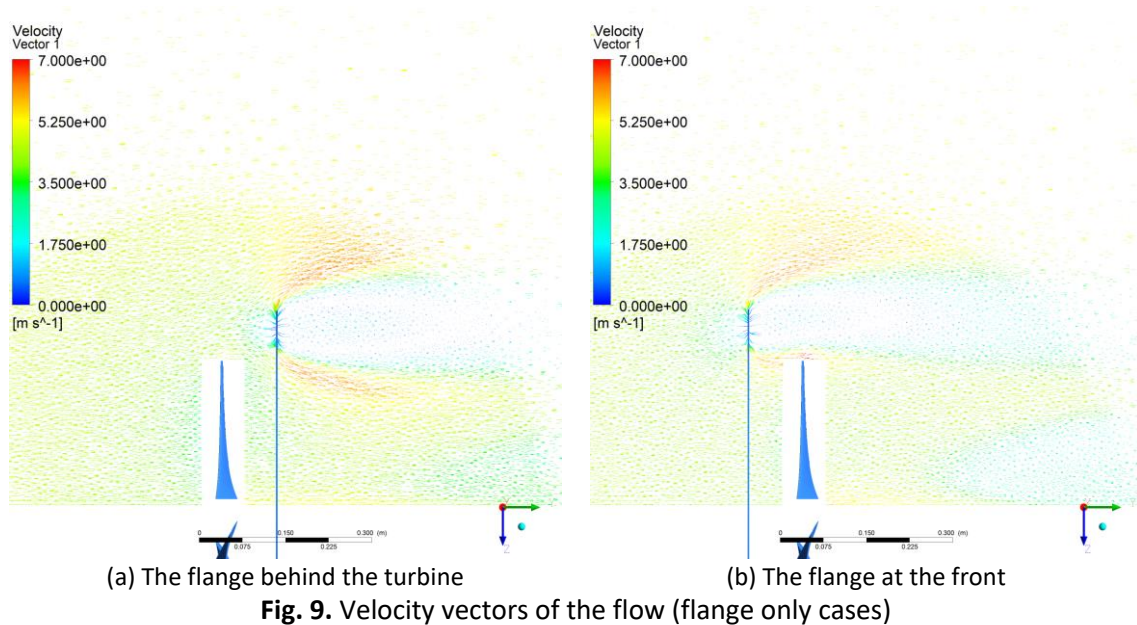 Velocity
Vector 1
7.000e+00
5.250e+00
3.500e+00
1.750e+00
0.000e+00
[m s^-1]
0
0.150
0.300
(m)
0.075
0.225
Y
Z
Velocity
Vector 1
7.000e+00
5.250e+00
3.500e+00
1.750e+00
0.000e+00
[m s^-1]
0
0.150
0.300
(m)
0.075
0.225
Y
Z
(a) The flange behind the turbine
(b) The flange at the front
Fig. 9. Velocity vectors of the flow (flange only cases)